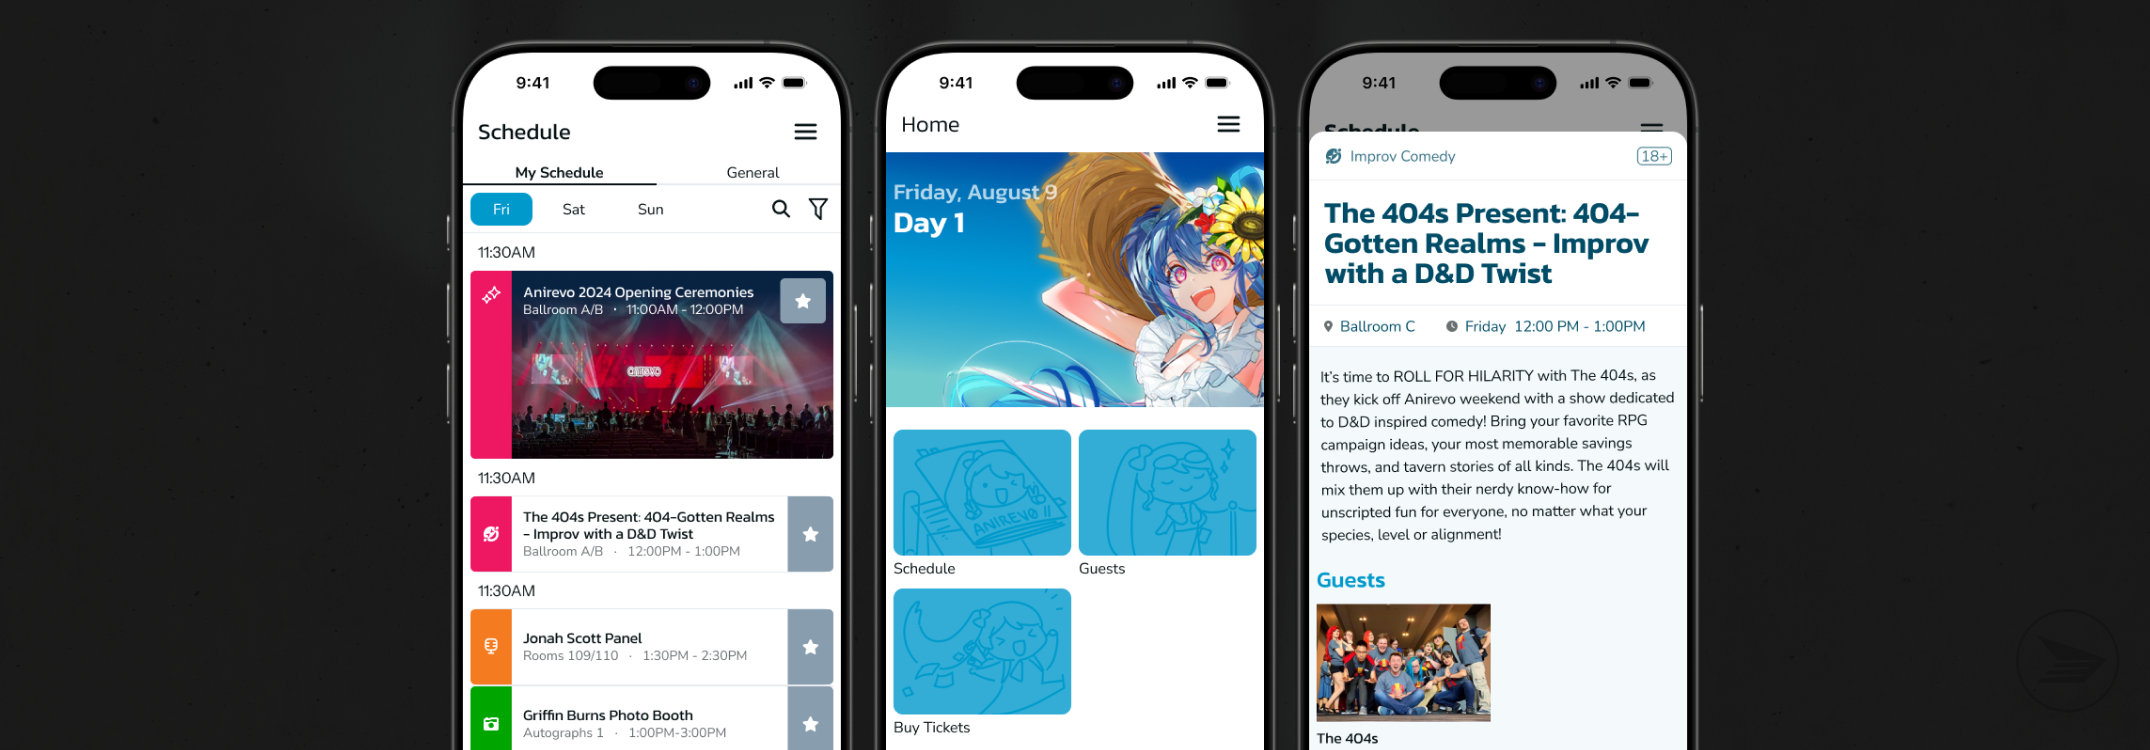 9:41
Schedule
My Schedule
General
Fri
Sat
Sun
11:30AM
Anirevo 2024 Opening Ceremonies
Ballroom A/B · 11:00AM - 12:00PM
11:30AM
The 404s Present: 404-Gotten Realms
- Improv with a D&D Twist
Ballroom A/B · 12:00PM - 1:00PM
11:30AM
Jonah Scott Panel
Rooms 109/110 · 1:30PM - 2:30PM
Griffin Burns Photo Booth
Autographs 1 · 1:00PM-3:00PM
9:41
Home
Friday, August 9
Day 1
ANIREVO !!
Schedule
Guests
Buy Tickets
9:41
Schedule
Improv Comedy
18+
The 404s Present: 404-
Gotten Realms - Improv
with a D&D Twist
Ballroom C
Friday 12:00 PM - 1:00PM
It's time to ROLL FOR HILARITY with The 404s, as
they kick off Anirevo weekend with a show dedicated
to D&D inspired comedy! Bring your favorite RPG
campaign ideas, your most memorable savings
throws, and tavern stories of all kinds. The 404s will
mix them up with their nerdy know-how for
unscripted fun for everyone, no matter what your
species, level or alignment!
Guests
The 404s